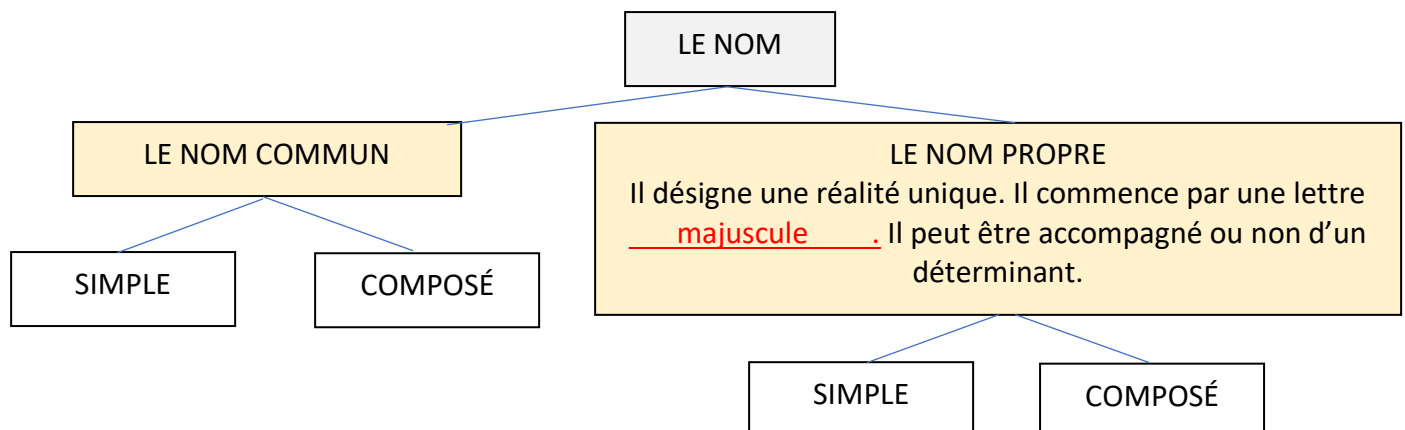 LE NOM
LE NOM COMMUN
SIMPLE
COMPOSÉ
LE NOM PROPRE
Il désigne une réalité unique. Il commence par une lettre
majuscule . Il peut être accompagné ou non d’un
déterminant.
SIMPLE
COMPOSÉ